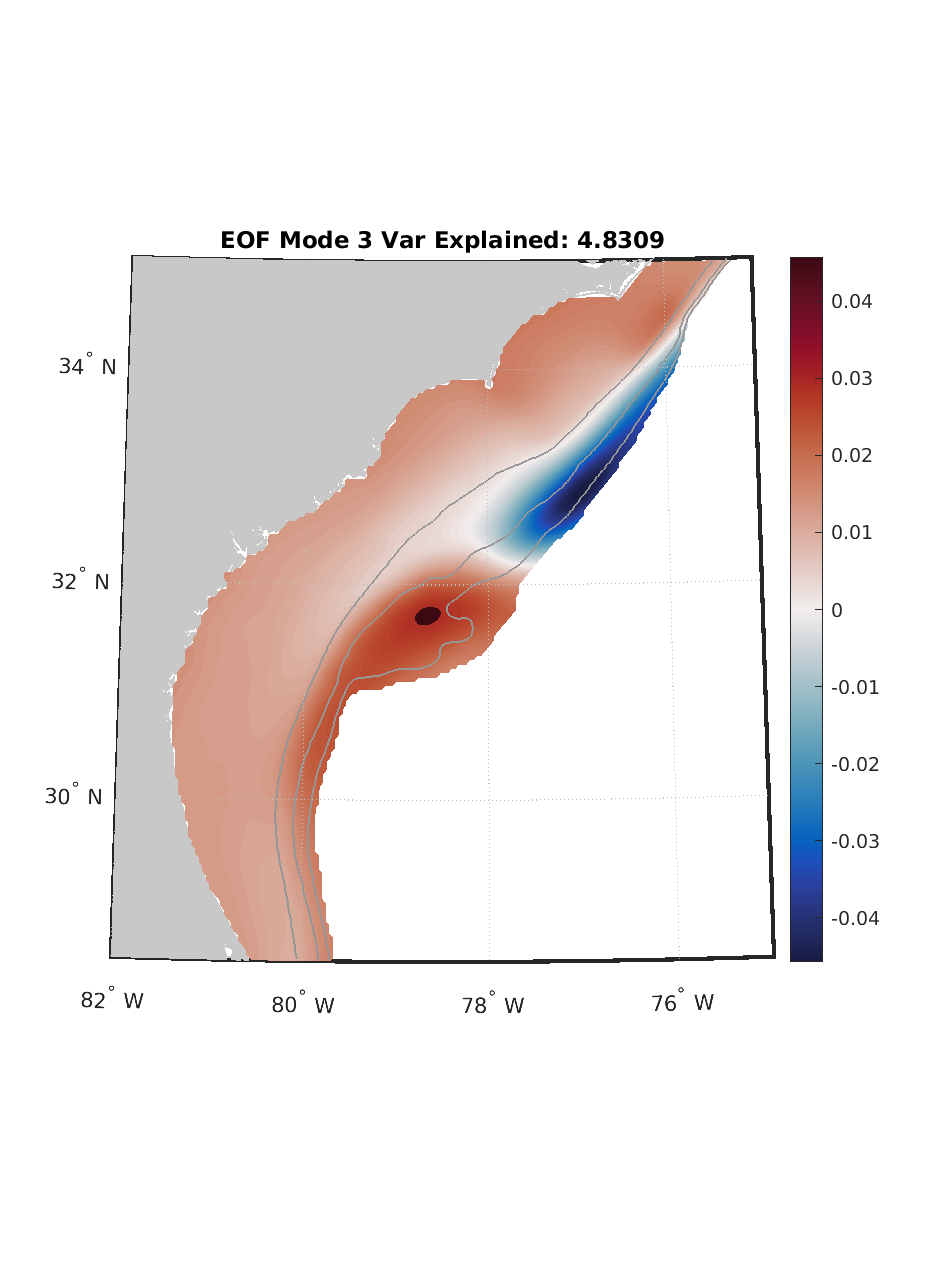 EOF Mode 3 Var Explained: 4.8309
34° N
32° N
30° N
82° W
80° W
78° W
76° W
0.04
0.03
0.02
0.01
0
-0.01
-0.02
-0.03
-0.04